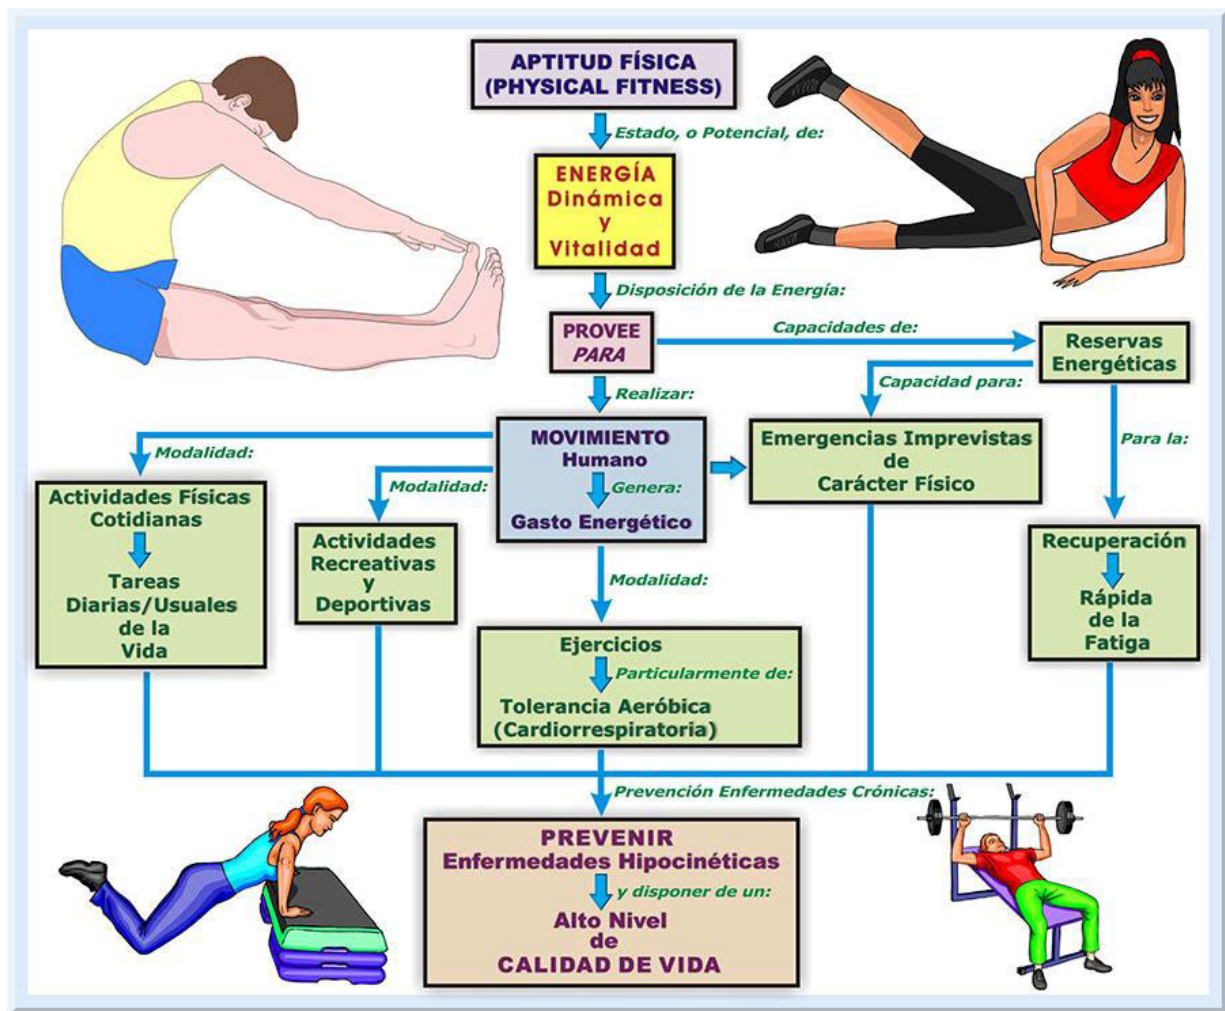 APTITUD FÍSICA
(PHYSICAL FITNESS)
Estado, o Potencial, de:
ENERGÍA
Dinámica
y
Vitalidad
Disposición de la Energía:
PROVEE
PARA
Capacidades de:
Reservas
Energéticas
Realizar:
Capacidad para:
Para la:
MOVIMIENTO
Humano
Genera:
Gasto Energético
Emergencias Imprevistas
de
Carácter Físico
Modalidad:
Actividades Físicas
Cotidianas
Tareas
Diarias/Usuales
de la
Vida
Modalidad:
Actividades
Recreativas
y
Deportivas
Modalidad:
Ejercicios
Particularmente de:
Tolerancia Aeróbica
(Cardiorrespiratoria)
Recuperación
Rápida
de la
Fatiga
Prevención Enfermedades Crónicas:
PREVENIR
Enfermedades Hipocinéticas
y disponer de un:
Alto Nivel
de
CALIDAD DE VIDA